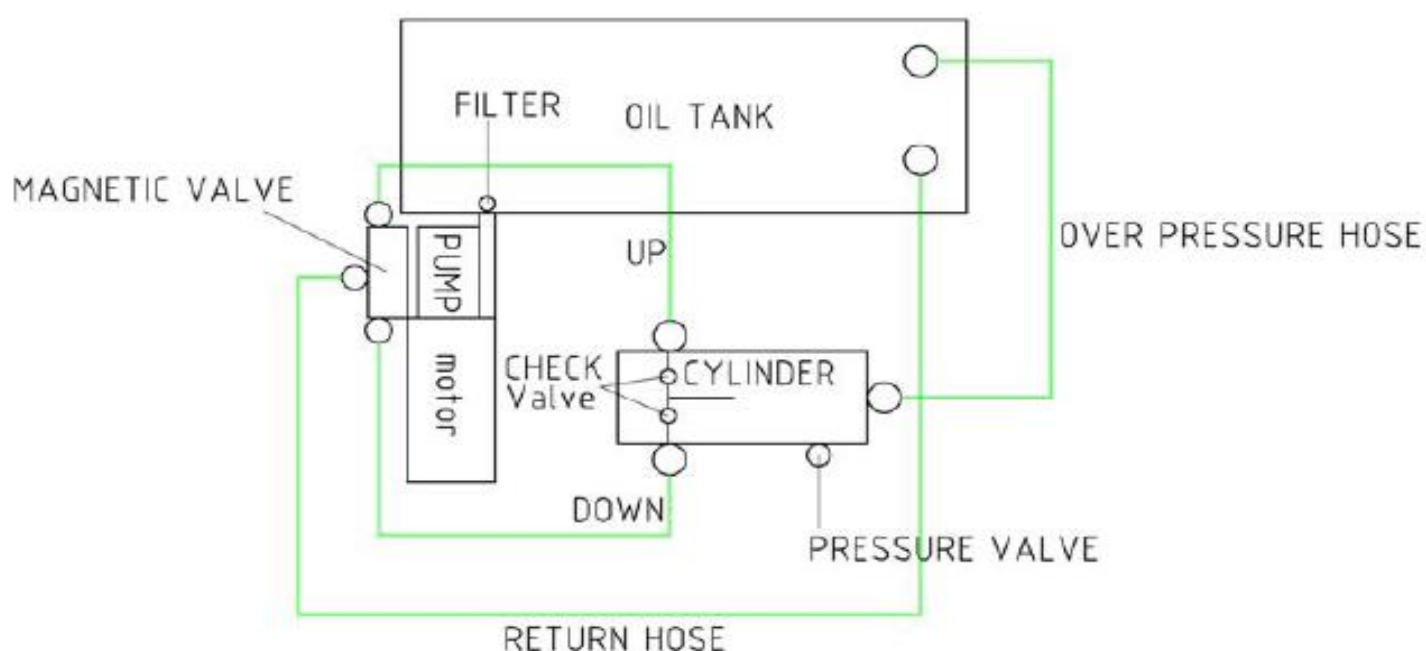 FILTER
OIL TANK
MAGNETIC VALVE
PUMP
UP
OVER PRESSURE HOSE
motor
CHECK
Valve
CYLINDER
DOWN
PRESSURE VALVE
RETURN HOSE